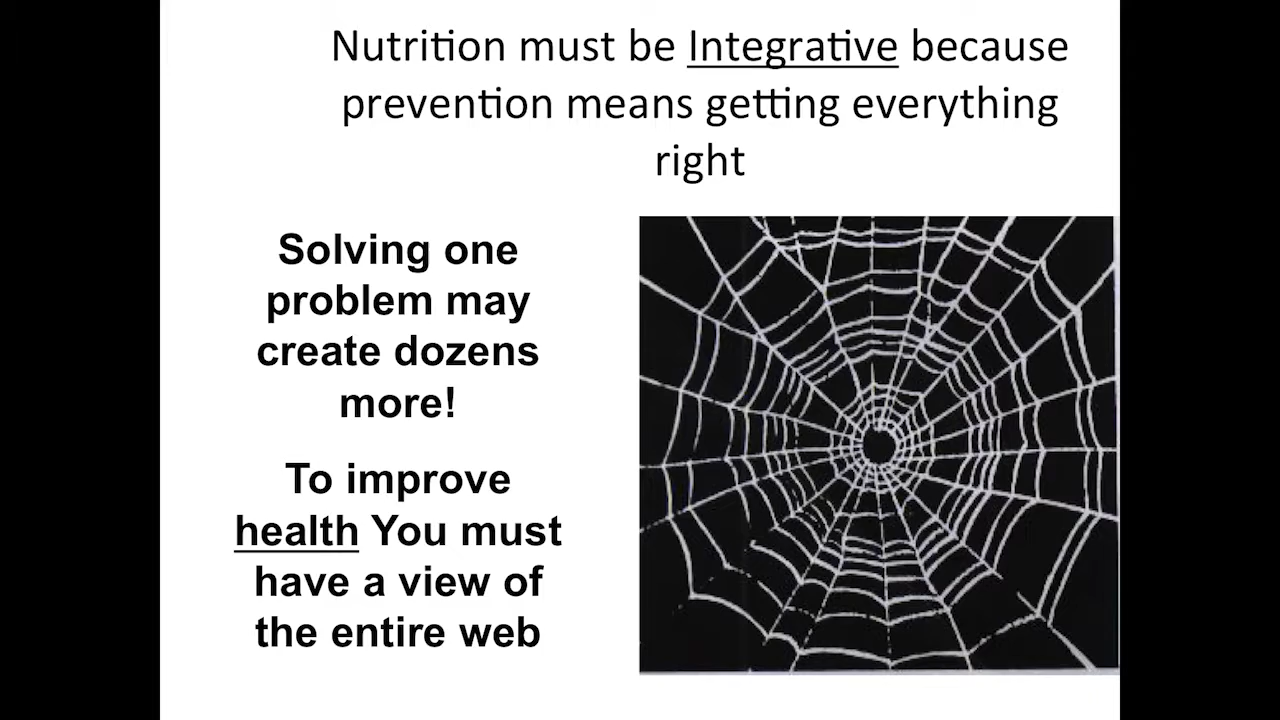 Nutrition must be Integrative because
prevention means getting everything
right
Solving one
problem may
create dozens
more!
To improve
health You must
have a view of
the entire web